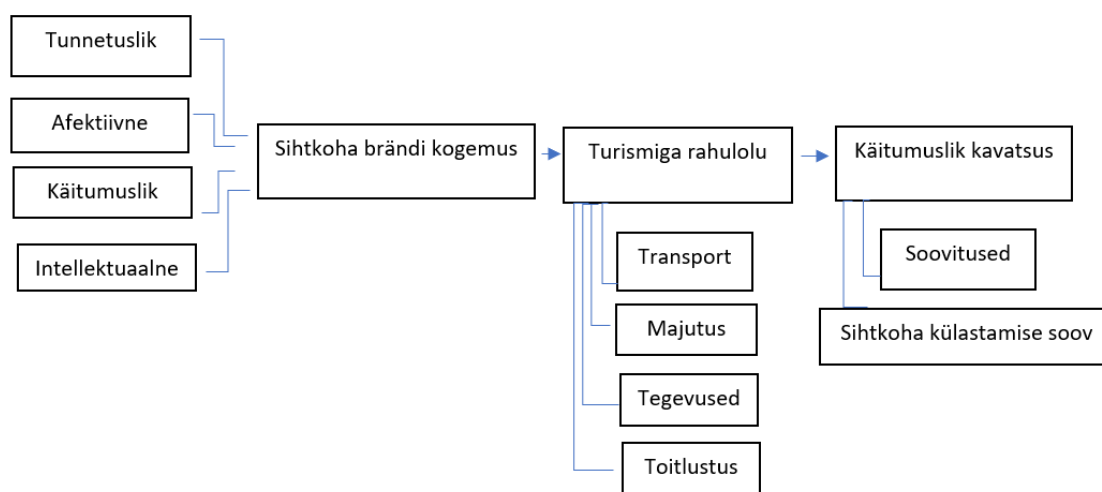 Tunnetuslik
Afektiivne
Käitumuslik
Intellektuaalne
Sihtkoha brändi kogemus
Turismiga rahulolu
Transport
Majutus
Tegevused
Toitlustus
Käitumuslik kavatsus
Soovitused
Sihtkoha külastamise soov